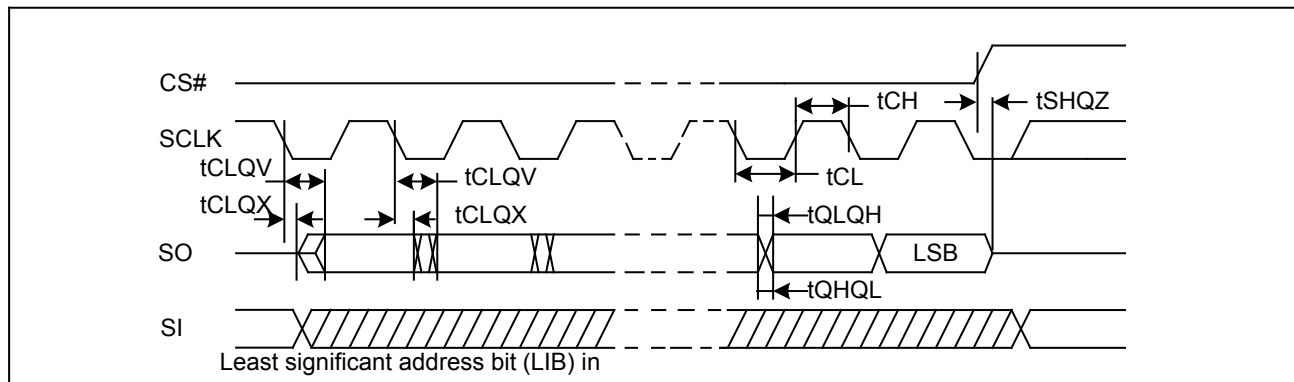 CS#
tCH
tSHQZ
SCLK
tCLQV
tCLQV
tCL
tCLQX
tCLQX
tQLQH
SO
LSB
tQHQL
SI
Least significant address bit (LIB) in